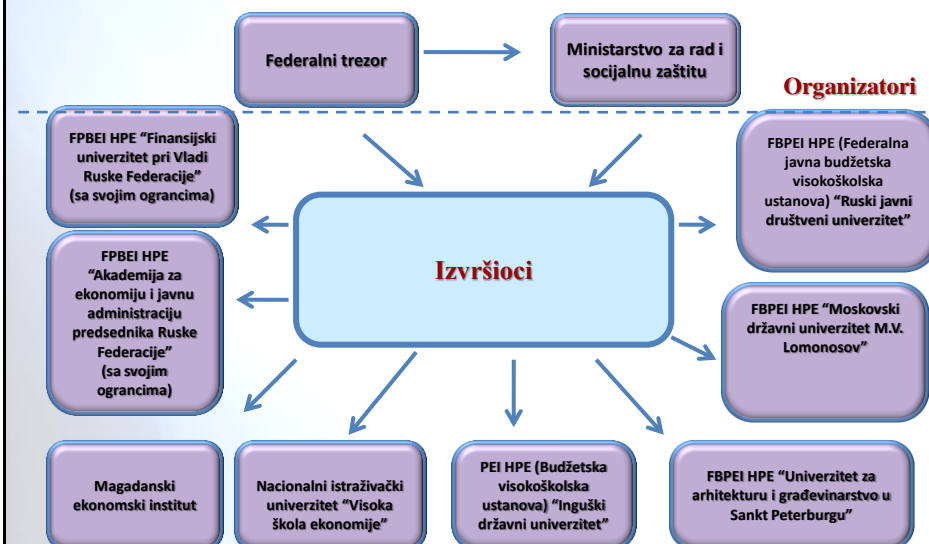 Federalni trezor
Ministarstvo za rad i
socijalnu zaštitu
Organizatori
FPBEI HPE “Finansijski
univerzitet pri Vladi
Ruske Federacije”
(sa svojim ograncima)
FBPEI HPE (Federalna
javna budžetska
visokoškolska
ustanova) “Ruski javni
društveni univerzitet”
FPBEI HPE
“Akademija za
ekonomiju i javnu
administraciju
predsednika Ruske
Federacije”
(sa svojim
ograncima)
Izvršioci
FBPEI HPE “Moskovski
državni univerzitet M.V.
Lomonosov”
Magadanski
ekonomski institut
Nacionalni istraživački
univerzitet “Visoka
škola ekonomije”
PEI HPE (Budžetska
visokoškolska
ustanova) “Inguški
državni univerzitet”
FBPEI HPE “Univerzitet za
arhitekturu i građevinarstvo u
Sankt Peterburgu”